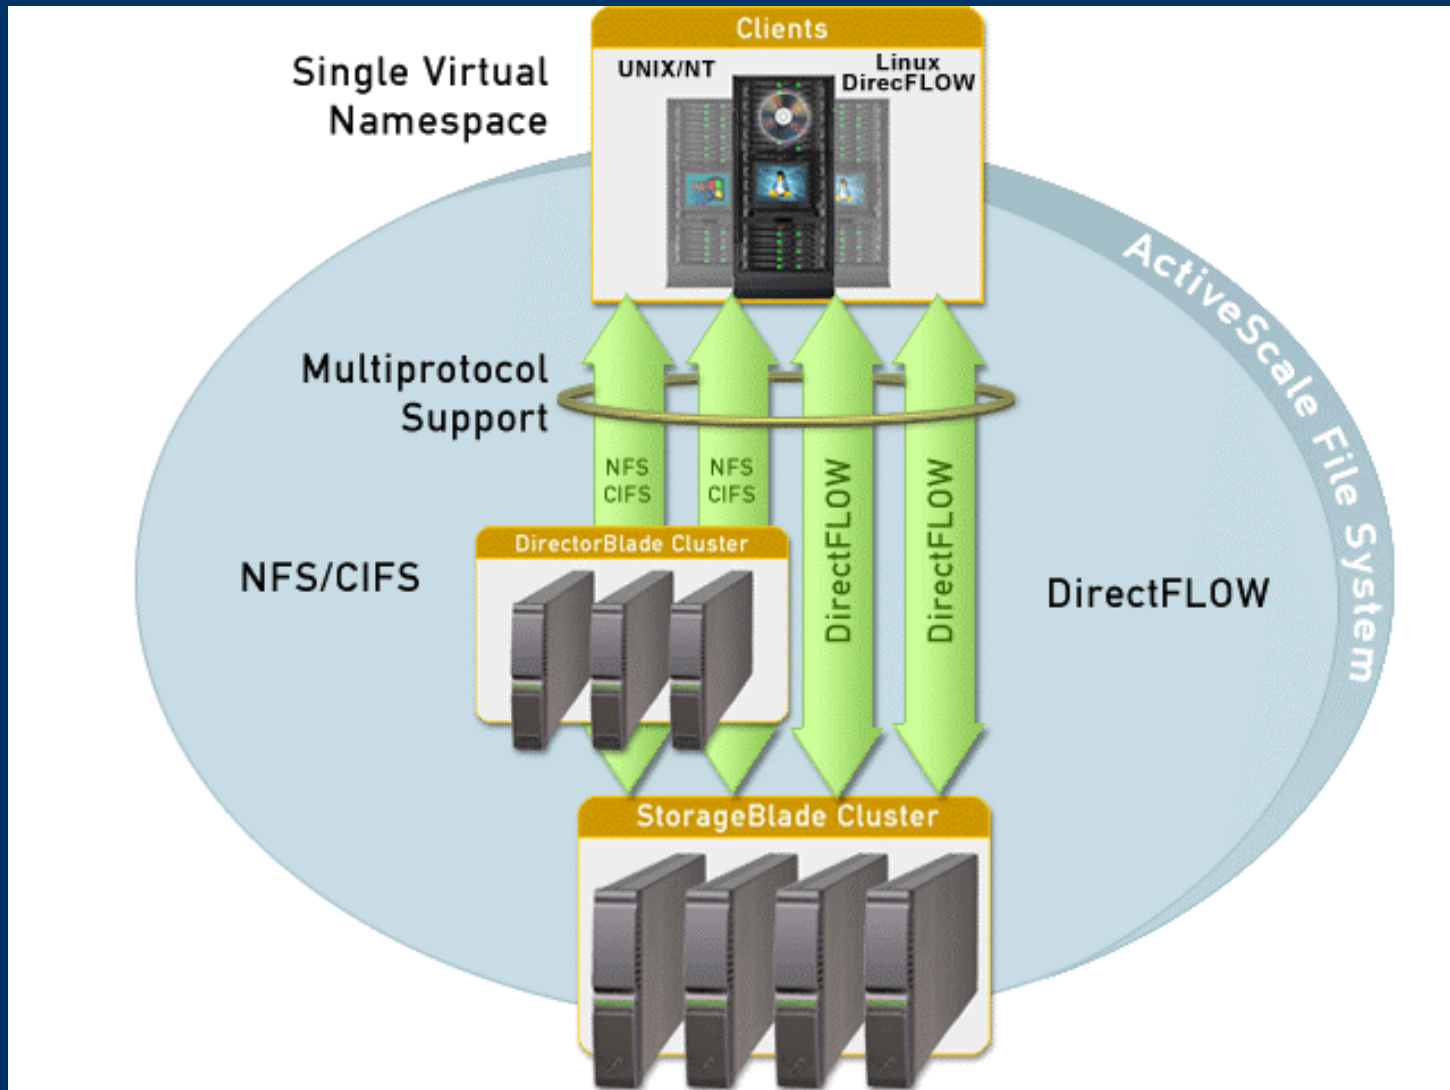 Clients
Single Virtual
Namespace
UNIX/NT
Linux
DirecFLOW
ActiveScale File System
Multiprotocol
Support
NFS
CIFS
NFS
CIFS
DirectFLOW
DirectFLOW
DirectorBlade Cluster
NFS/CIFS
DirectFLOW
StorageBlade Cluster